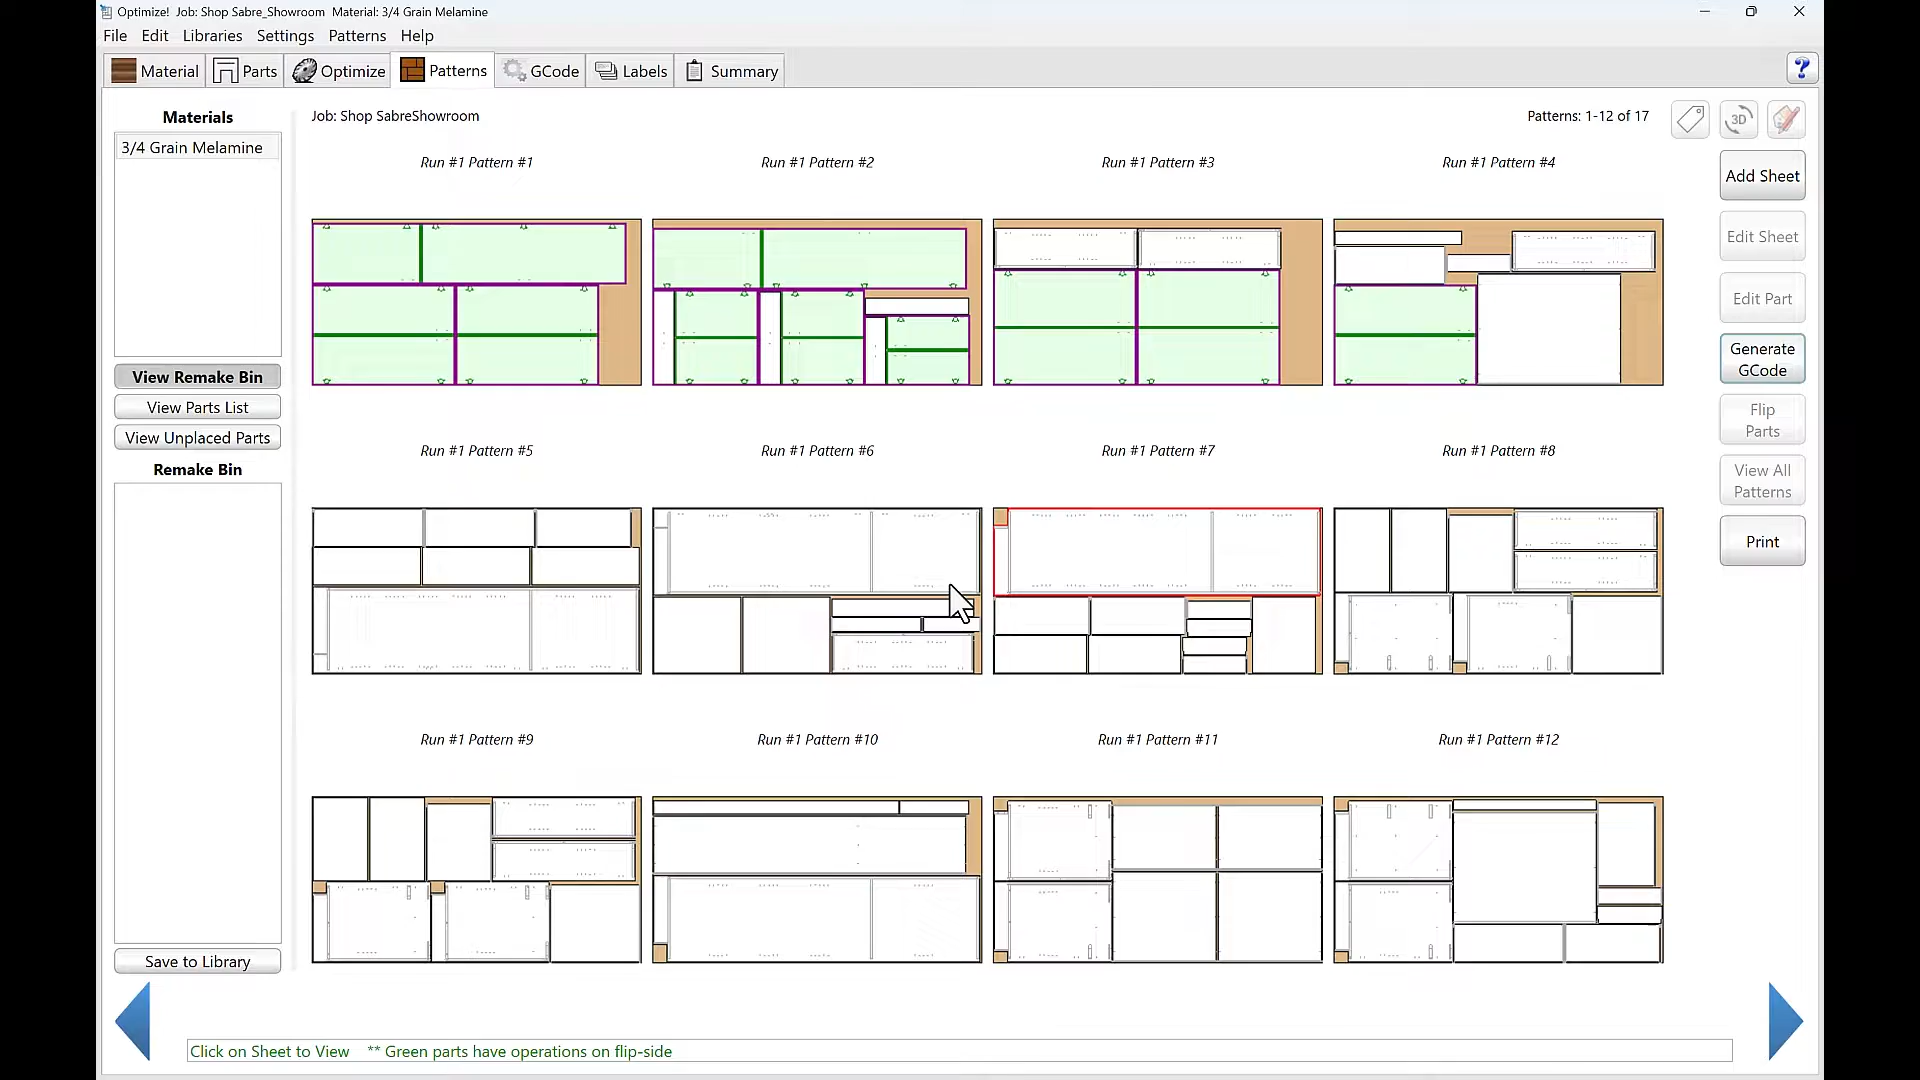 Optimize! Job: Shop Sabre_Showroom Material: 3/4 Grain Melamine
File Edit Libraries Settings Patterns Help
Material Parts Optimize Patterns GCode Labels Summary ?
Materials
3/4 Grain Melamine
View Remake Bin
View Parts List
View Unplaced Parts
Remake Bin
Save to Library
Job: Shop SabreShowroom
Patterns: 1-12 of 17
3D
Run #1 Pattern #1
Run #1 Pattern #2
Run #1 Pattern #3
Run #1 Pattern #4
Run #1 Pattern #5
Run #1 Pattern #6
Run #1 Pattern #7
Run #1 Pattern #8
Run #1 Pattern #9
Run #1 Pattern #10
Run #1 Pattern #11
Run #1 Pattern #12
Add Sheet
Edit Sheet
Edit Part
Generate
GCode
Flip
Parts
View All
Patterns
Print
Click on Sheet to View ** Green parts have operations on flip-side